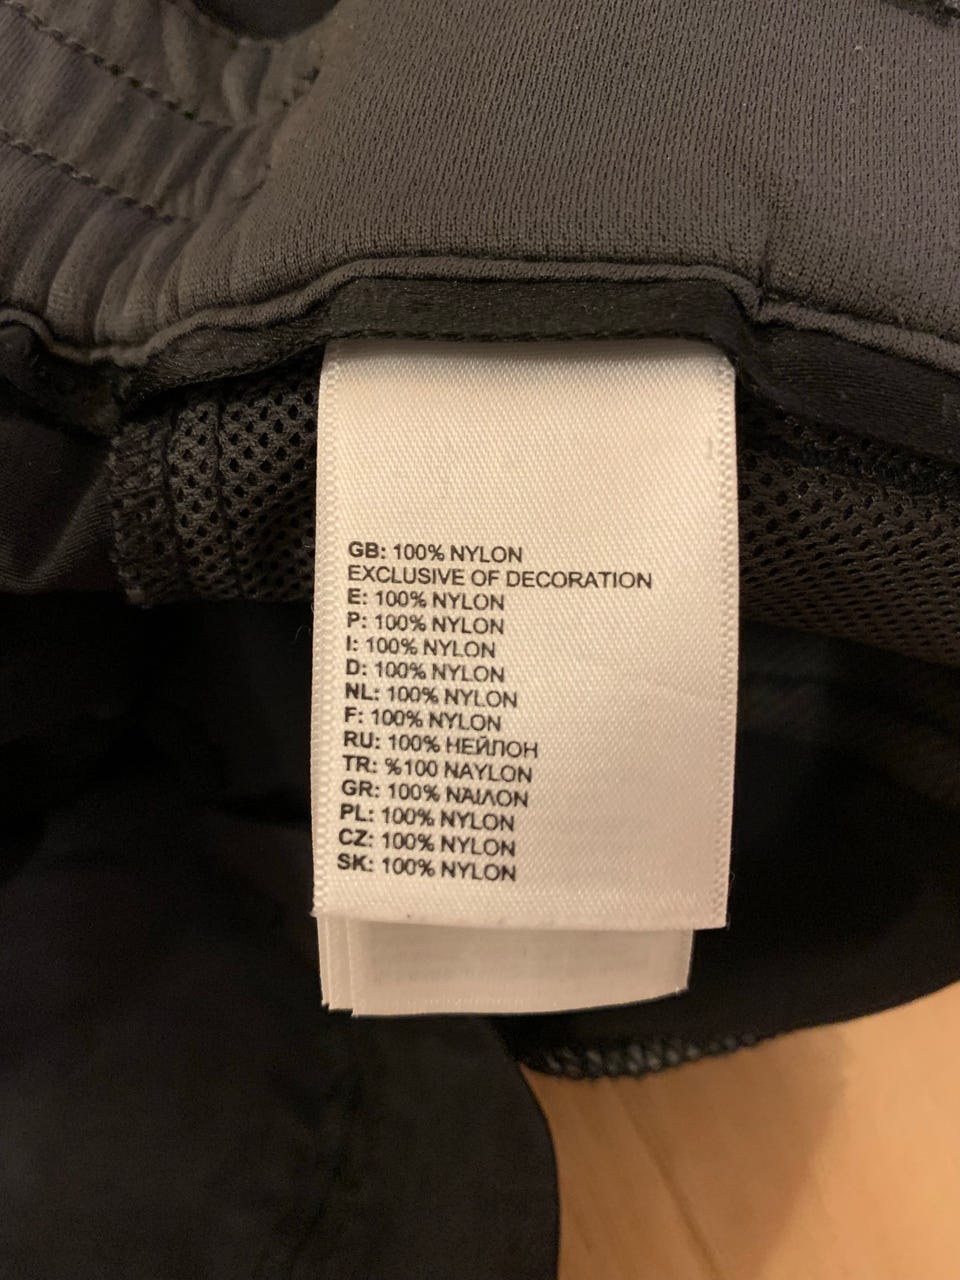 GB: 100% NYLON
EXCLUSIVE OF DECORATION
E: 100% NYLON
P: 100% NYLON
I: 100% NYLON
D: 100% NYLON
NL: 100% NYLON
F: 100% NYLON
RU: 100% НЕЙЛОН
TR: %100 NAYLON
GR: 100% ΝΑΙΛΟΝ
PL: 100% NYLON
CZ: 100% NYLON
SK: 100% NYLON